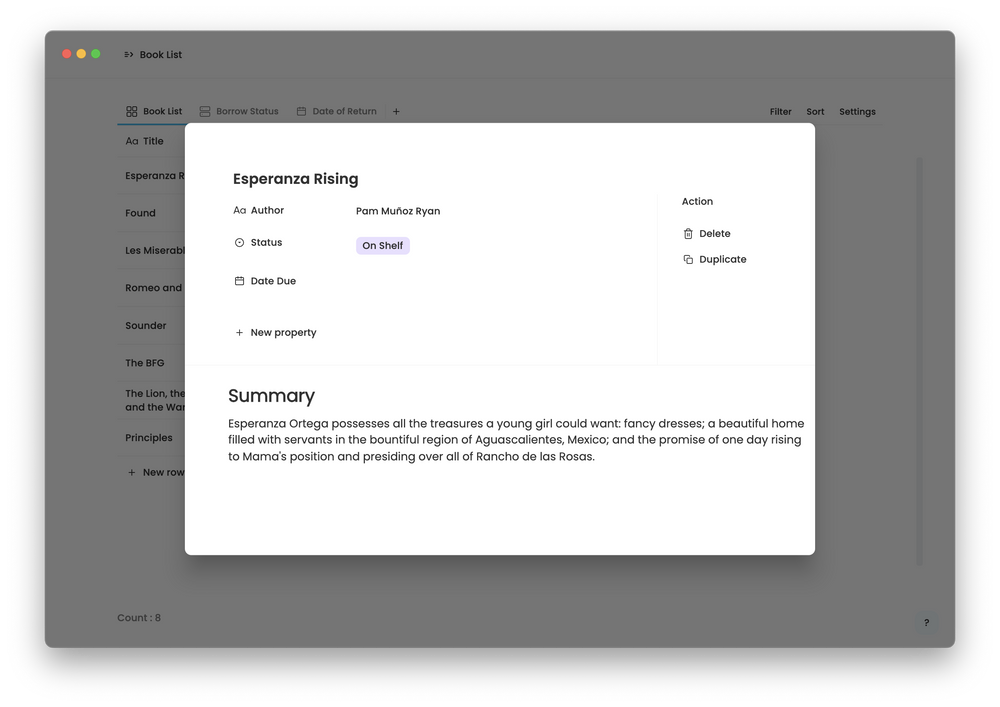 Book List
Book List Borrow Status Date of Return + Filter Sort Settings
Aa Title
Esperanza R
Found
Les Miserabl
Romeo and
Sounder
The BFG
The Lion, the
and the War
Principles
+ New row
Count : 8
?
Esperanza Rising
Aa Author Pam Muñoz Ryan
Status On Shelf
Date Due
+ New property
Action
Delete
Duplicate
Summary
Esperanza Ortega possesses all the treasures a young girl could want: fancy dresses; a beautiful home
filled with servants in the bountiful region of Aguascalientes, Mexico; and the promise of one day rising
to Mama's position and presiding over all of Rancho de las Rosas.